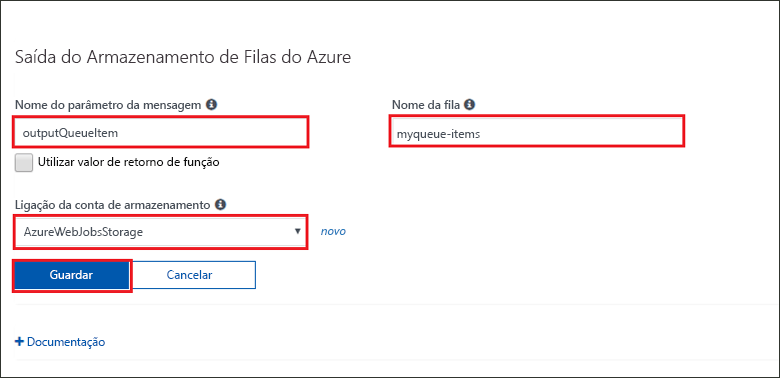 Saída do Armazenamento de Filas do Azure
Nome do parâmetro da mensagem
Nome da fila
outputQueueItem
myqueue-items
Utilizar valor de retorno de função
Ligação da conta de armazenamento
AzureWebJobsStorage
novo
Guardar
Cancelar
+ Documentação